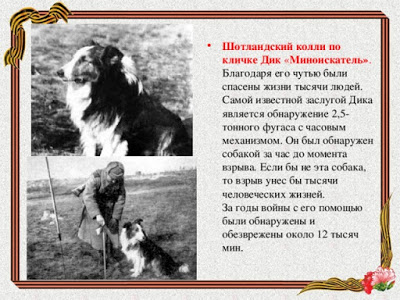 Шотландский колли по
кличке Дик «Миноискатель».
Благодаря его чутью были
спасены жизни тысячи людей.
Самой известной заслугой Дика
является обнаружение 2,5-
тонного фугаса с часовым
механизмом. Он был обнаружен
собакой за час до момента
взрыва. Если бы не эта собака,
то взрыв унес бы тысячи
человеческих жизней.
За годы войны с его помощью
были обнаружены и
обезврежены около 12 тысяч
мин.